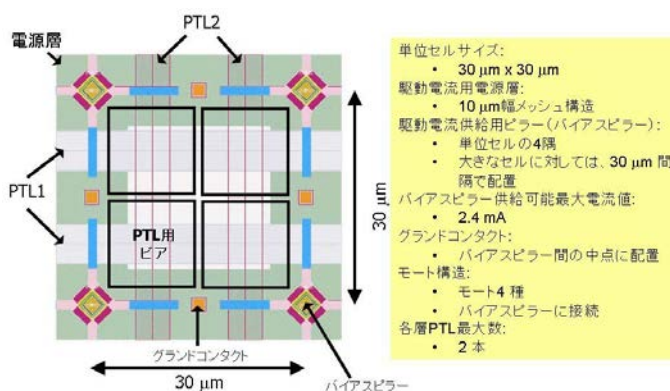 PTL2
電源層
PTL1
PTL用
ビア
30 μm
グランドコンタクト
30 μm
バイアスピラー
単位セルサイズ:
• 30 μm x 30 μm
駆動電流用電源層:
• 10 μm幅メッシュ構造
駆動電流供給用ピラー(バイアスピラー):
• 単位セルの4隅
• 大きなセルに対しては、30 μm 間
隔で配置
バイアスピラー供給可能最大電流値:
• 2.4 mA
グランドコンタクト:
• バイアスピラー間の中点に配置
モート構造:
• モート4 種
• バイアスピラーに接続
各層PTL最大数:
• 2 本